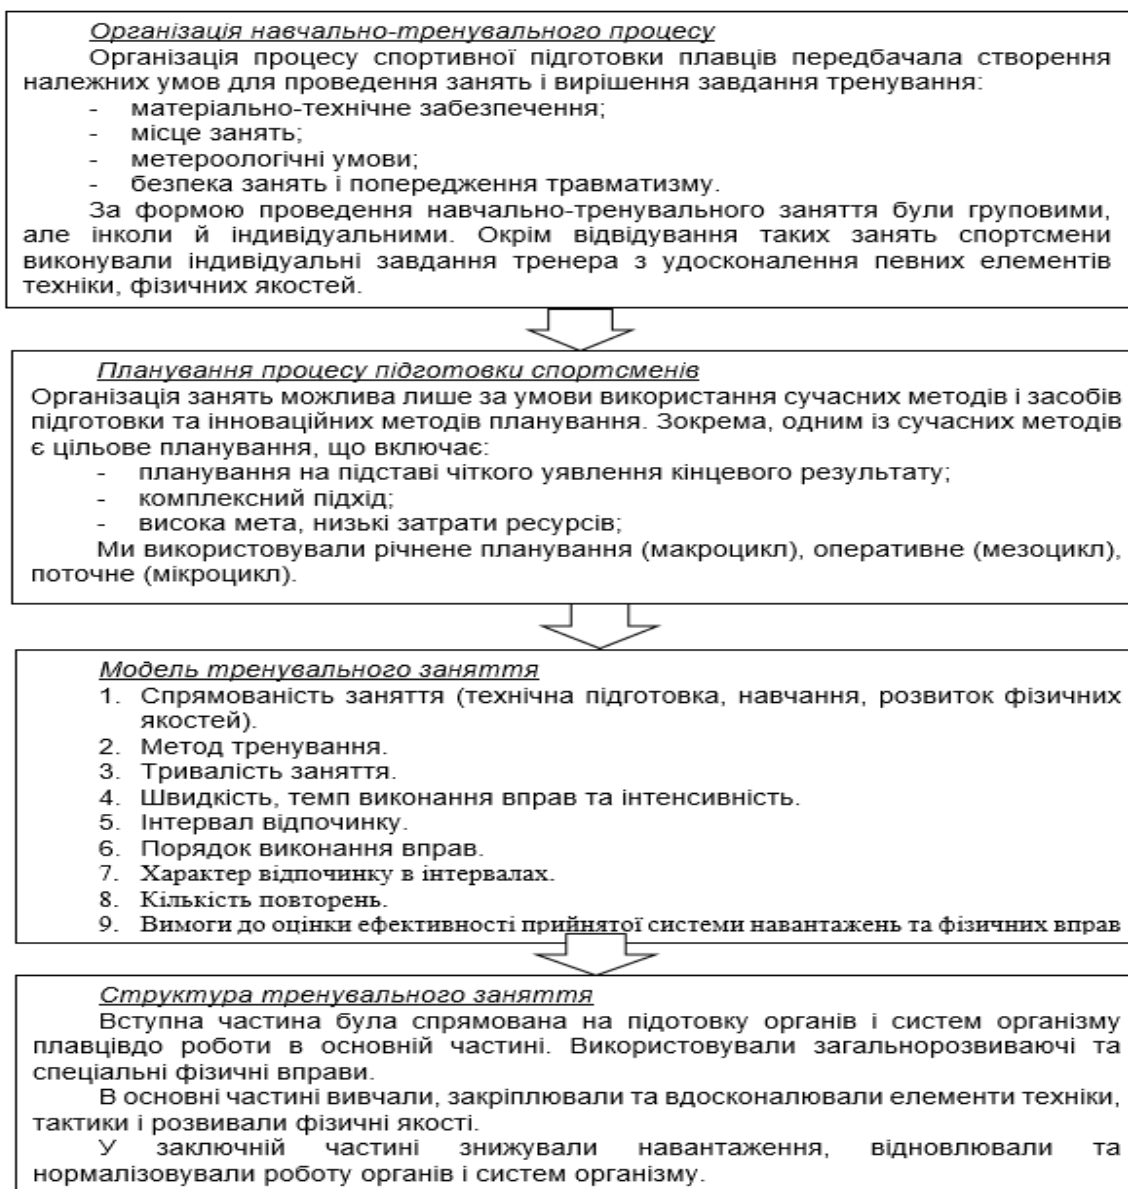 Організація навчально-тренувального процесу
Організація процесу спортивної підготовки плавців передбачала створення
належних умов для проведення занять і вирішення завдання тренування:
- матеріально-технічне забезпечення;
- місце занять;
- метероологічні умови;
- безпека занять і попередження травматизму.
За формою проведення навчально-тренувального заняття були груповими,
але інколи й індивідуальними. Окрім відвідування таких занять спортсмени
виконували індивідуальні завдання тренера з удосконалення певних елементів
техніки, фізичних якостей.
Планування процесу підготовки спортсменів
Організація занять можлива лише за умови використання сучасних методів і засобів
підготовки та інноваційних методів планування. Зокрема, одним із сучасних методів
є цільове планування, що включає:
- планування на підставі чіткого уявлення кінцевого результату;
- комплексний підхід;
- висока мета, низькі затрати ресурсів;
Ми використовували річнене планування (макроцикл), оперативне (мезоцикл),
поточне (мікроцикл).
Модель тренувального заняття
1. Спрямованість заняття (технічна підготовка, навчання, розвиток фізичних
якостей).
2. Метод тренування.
3. Тривалість заняття.
4. Швидкість, темп виконання вправ та інтенсивність.
5. Інтервал відпочинку.
6. Порядок виконання вправ.
7. Характер відпочинку в інтервалах.
8. Кількість повторень.
9. Вимоги до оцінки ефективності прийнятої системи навантажень та фізичних вправ
Структура тренувального заняття
Вступна частина була спрямована на підотовку органів і систем організму
плавцівдо роботи в основній частині. Використовували загальнорозвиваючі та
спеціальні фізичні вправи.
В основні частині вивчали, закріплювали та вдосконалювали елементи техніки,
тактики і розвивали фізичні якості.
У заключній частині знижували навантаження, відновлювали та
нормалізовували роботу органів і систем організму.